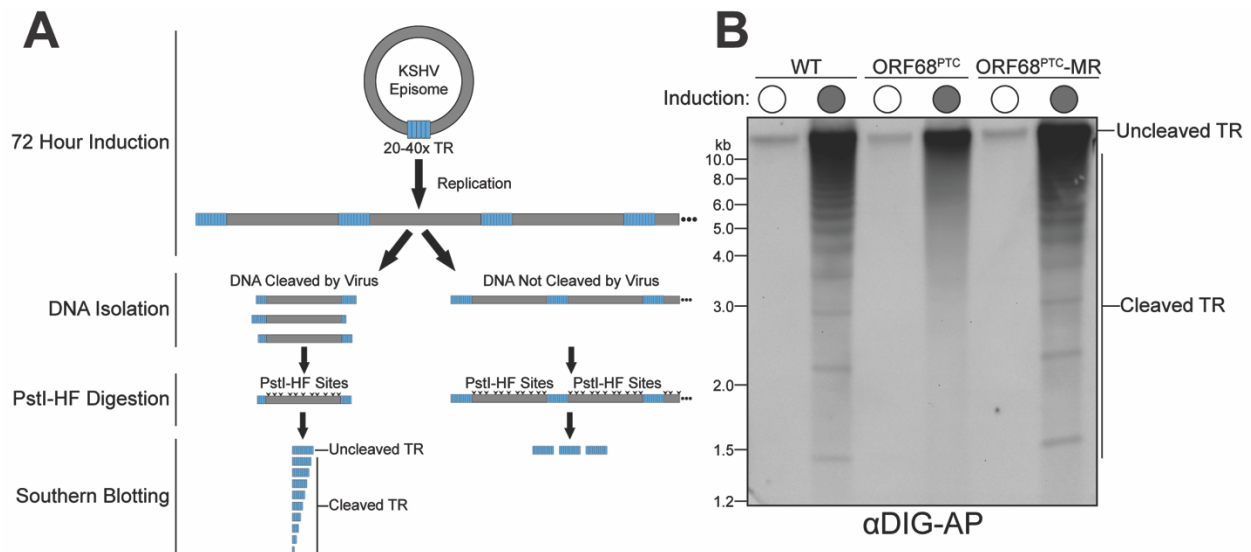 A
72 Hour Induction
KSHV
Episome
20-40x TR
Replication
DNA Isolation
DNA Cleaved by Virus
DNA Not Cleaved by Virus
PstI-HF Digestion
PstI-HF Sites
PstI-HF Sites
PstI-HF Sites
Southern Blotting
Uncleaved TR
Cleaved TR
B
WT
ORF68ᴾᵀᶜ
ORF68ᴾᵀᶜ-MR
Induction:
kb
10.0
8.0
6.0
5.0
4.0
3.0
2.0
1.5
1.2
Uncleaved TR
Cleaved TR
αDIG-AP